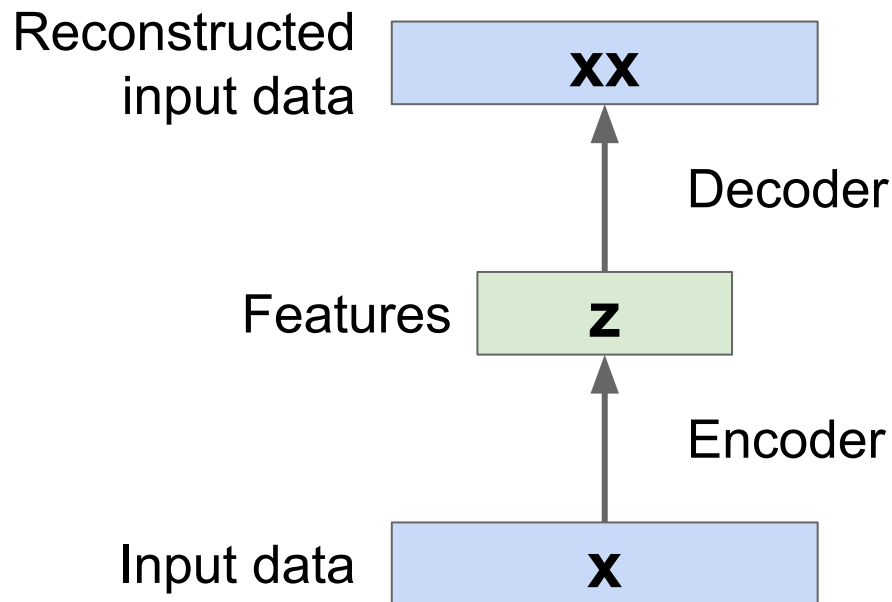 Reconstructed
input data
xx
Decoder
Features
z
Encoder
Input data
x